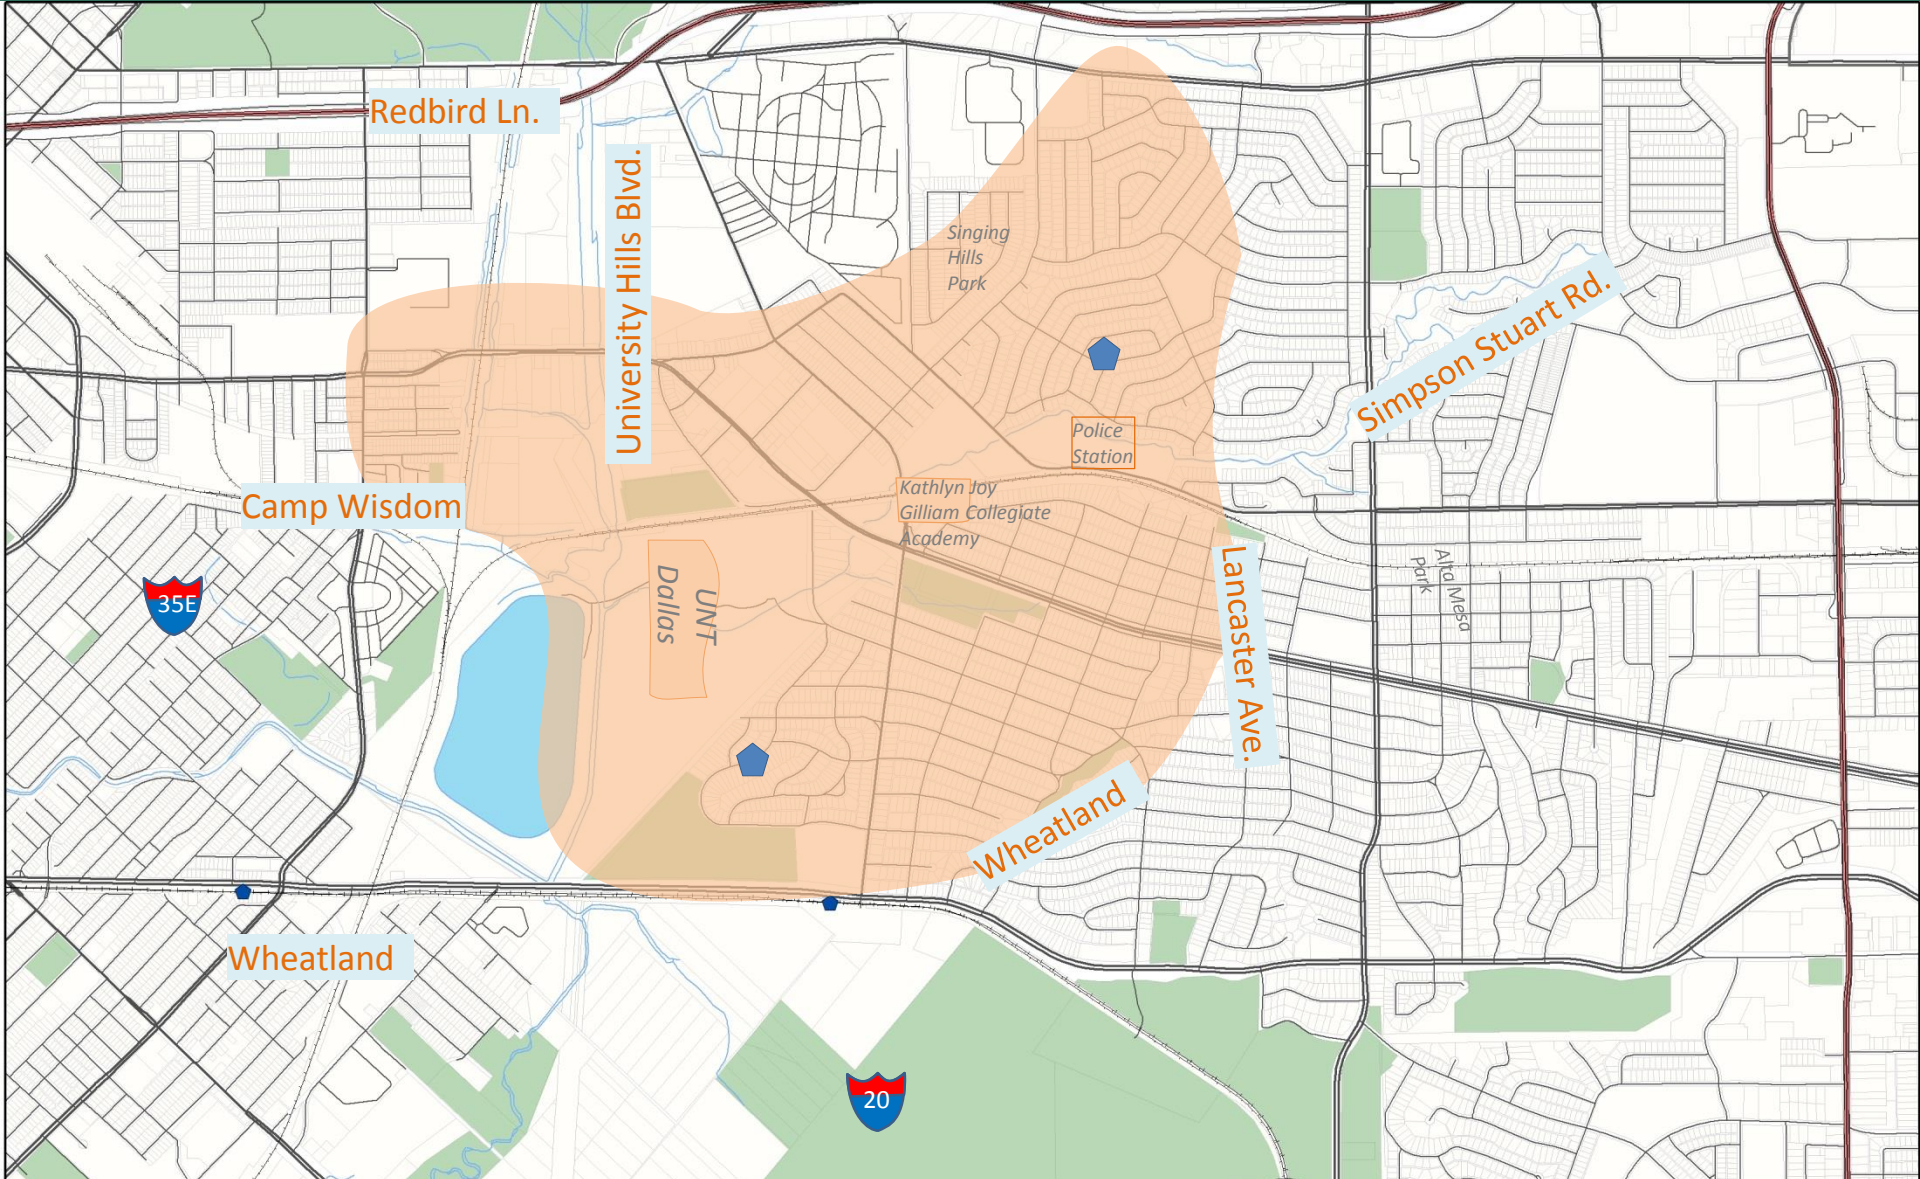 Redbird Ln.
University Hills Blvd.
Singing
Hills
Park
Simpson Stuart Rd.
Police
Station
Camp Wisdom
Kathlyn Joy
Gilliam Collegiate
Academy
35E
UNT
Dallas
Lancaster Ave.
Alta Mesa
Park
Wheatland
Wheatland
20